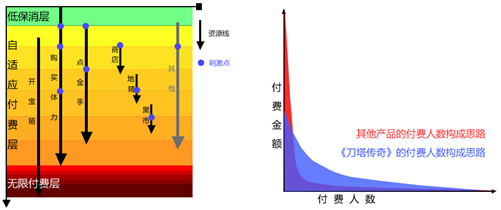 低保消层
自适应付费层
无限付费层
开宝箱
购买体力
点金手
商店
地精
黑市
其他
资源线
刺激点
付费金额
其他产品的付费人数构成思路
《刀塔传奇》的付费人数构成思路
付费人数